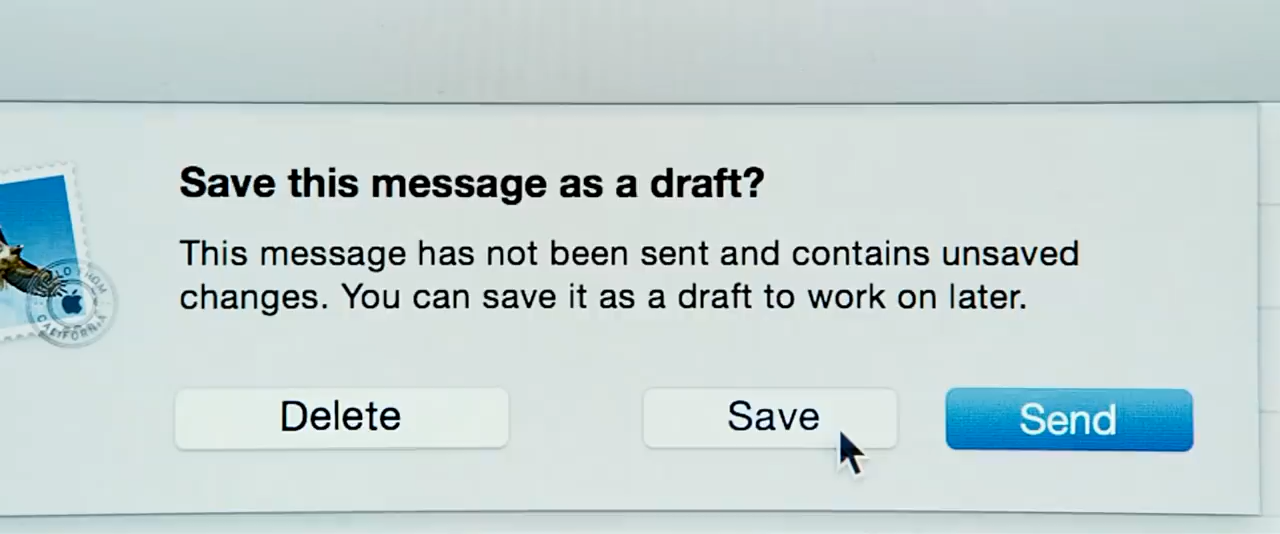 Save this message as a draft?
This message has not been sent and contains unsaved
changes. You can save it as a draft to work on later.
Delete
Save
Send
CALIFORNIA